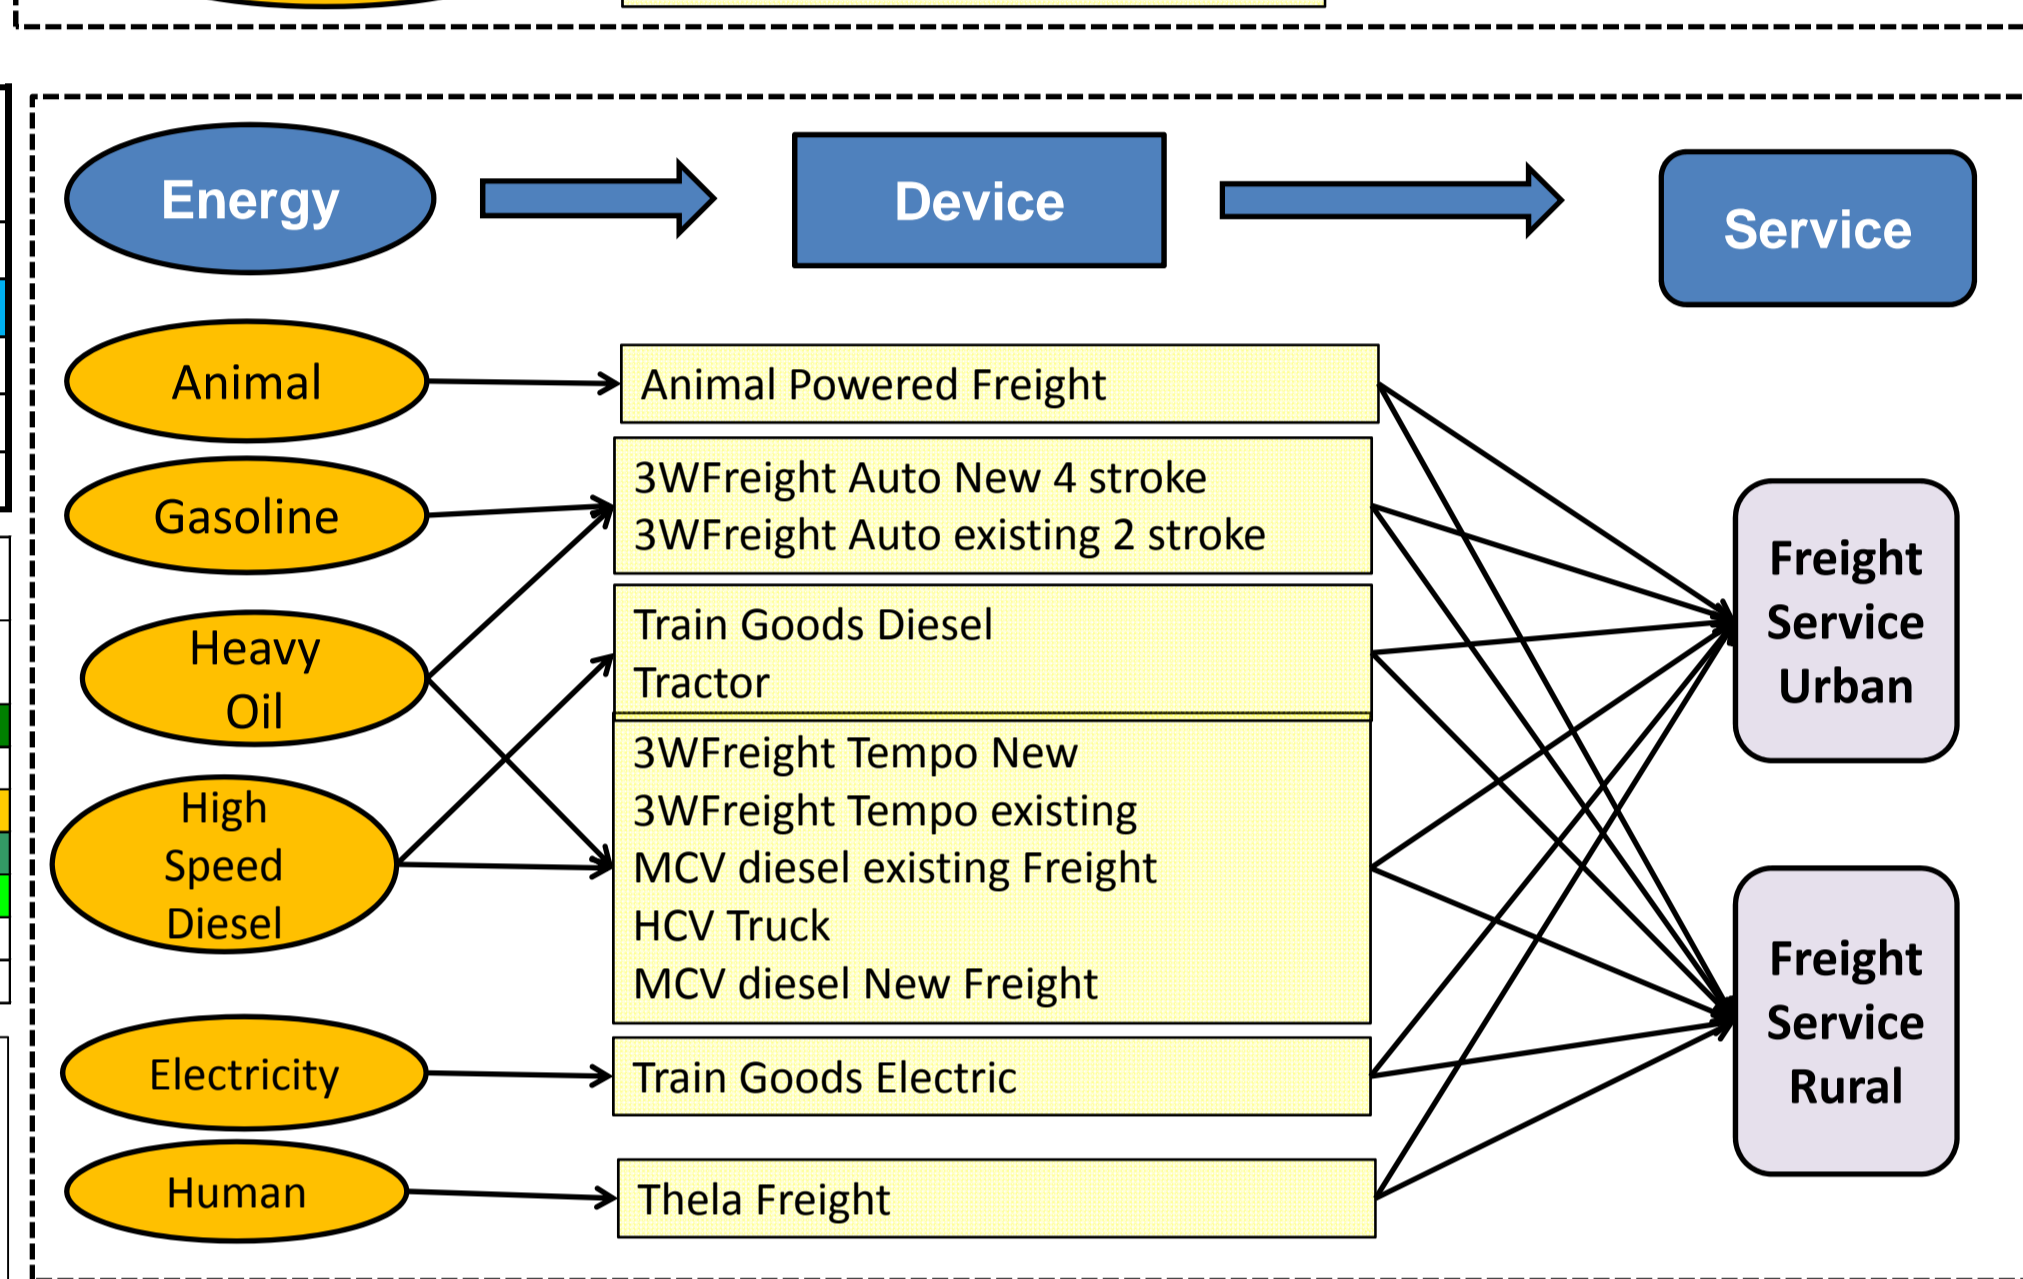 Energy
Device
Service
Animal
Animal Powered Freight
Gasoline
3WFreight Auto New 4 stroke
3WFreight Auto existing 2 stroke
Heavy
Oil
Train Goods Diesel
Tractor
High
Speed
Diesel
3WFreight Tempo New
3WFreight Tempo existing
MCV diesel existing Freight
HCV Truck
MCV diesel New Freight
Electricity
Train Goods Electric
Human
Thela Freight
Freight
Service
Urban
Freight
Service
Rural